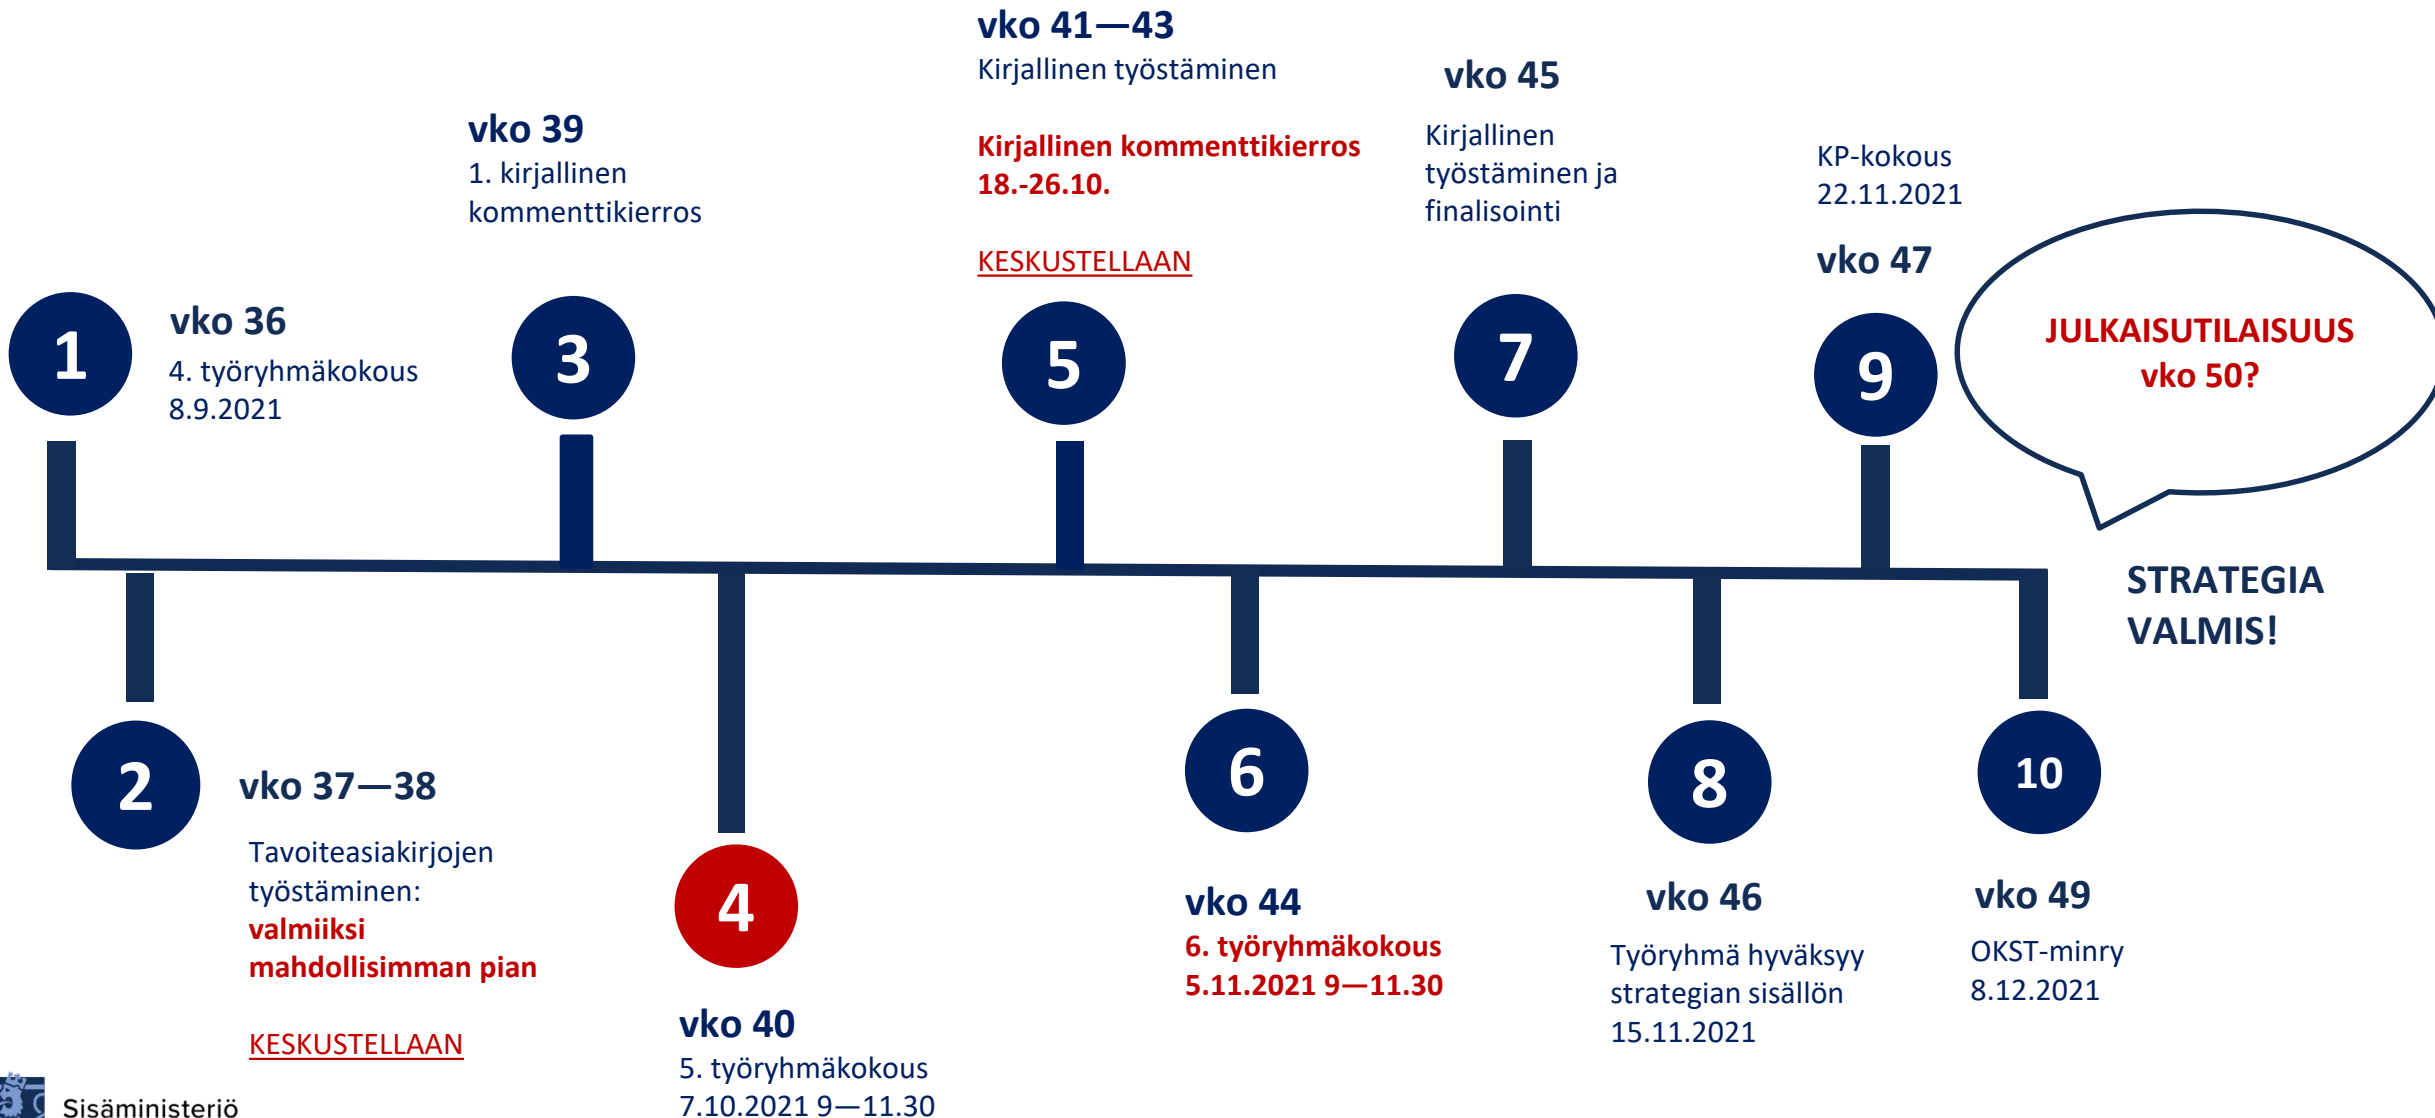 1
vko 36
4. työryhmäkokous
8.9.2021
2
vko 37—38
Tavoiteasiakirjojen
työstäminen:
valmiiksi
mahdollisimman pian
KESKUSTELLAAN
vko 39
1. kirjallinen
kommenttikierros
3
4
vko 40
5. työryhmäkokous
7.10.2021 9—11.30
vko 41—43
Kirjallinen työstäminen
Kirjallinen kommenttikierros
18.-26.10.
KESKUSTELLAAN
5
6
vko 44
6. työryhmäkokous
5.11.2021 9—11.30
vko 45
Kirjallinen
työstäminen ja
finalisointi
7
8
vko 46
Työryhmä hyväksyy
strategian sisällön
15.11.2021
KP-kokous
22.11.2021
vko 47
9
10
vko 49
OKST-minry
8.12.2021
JULKAISUTILAISUUS
vko 50?
STRATEGIA
VALMIS!
Sisäministeriö